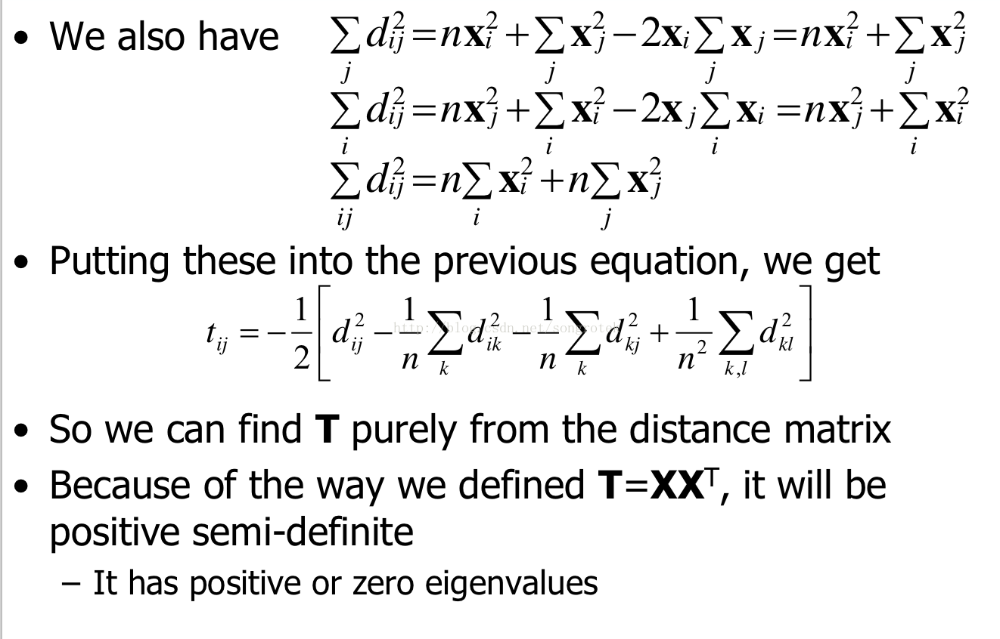 • We also have $\sum_j d_{ij}^2 = n\mathbf{x}_i^2 + \sum_j \mathbf{x}_j^2 - 2\mathbf{x}_i \sum_j \mathbf{x}_j = n\mathbf{x}_i^2 + \sum_j \mathbf{x}_j^2$
$\sum_i d_{ij}^2 = n\mathbf{x}_j^2 + \sum_i \mathbf{x}_i^2 - 2\mathbf{x}_j \sum_i \mathbf{x}_i = n\mathbf{x}_j^2 + \sum_i \mathbf{x}_i^2$
$\sum_{ij} d_{ij}^2 = n\sum_i \mathbf{x}_i^2 + n\sum_j \mathbf{x}_j^2$
• Putting these into the previous equation, we get
$t_{ij} = -\frac{1}{2}\left[ d_{ij}^2 - \frac{1}{n}\sum_k d_{ik}^2 - \frac{1}{n}\sum_k d_{kj}^2 + \frac{1}{n^2}\sum_{k,l} d_{kl}^2 \right]$
http://blog.csdn.net/songrotek
• So we can find T purely from the distance matrix
• Because of the way we defined $\mathbf{T}=\mathbf{XX}^T$, it will be
positive semi-definite
– It has positive or zero eigenvalues